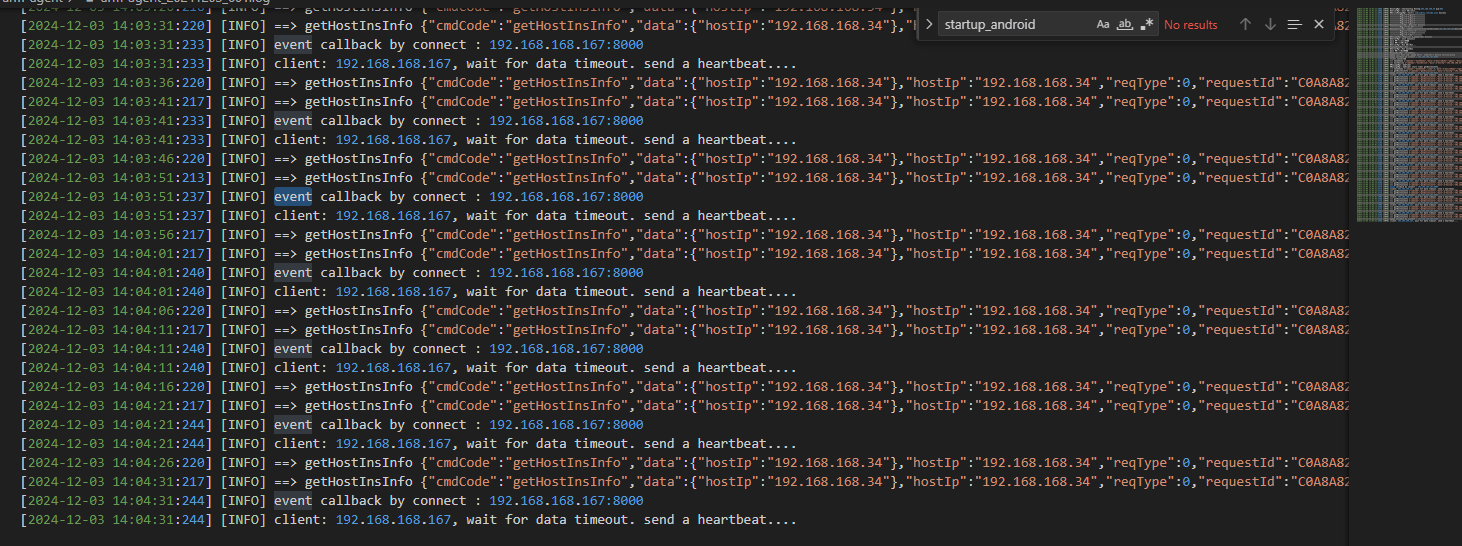 [2024-12-03 14:03:31:220] [INFO] ==> getHostInsInfo {"cmdCode":"getHostInsInfo","data":{"hostIp":"192.168.168.34"},"h
startup_android
Aa ab .*
No results
[2024-12-03 14:03:31:233] [INFO] event callback by connect : 192.168.168.167:8000
[2024-12-03 14:03:31:233] [INFO] client: 192.168.168.167, wait for data timeout. send a heartbeat....
[2024-12-03 14:03:36:220] [INFO] ==> getHostInsInfo {"cmdCode":"getHostInsInfo","data":{"hostIp":"192.168.168.34"},"hostIp":"192.168.168.34","reqType":0,"requestId":"C0A8A82
[2024-12-03 14:03:41:217] [INFO] ==> getHostInsInfo {"cmdCode":"getHostInsInfo","data":{"hostIp":"192.168.168.34"},"hostIp":"192.168.168.34","reqType":0,"requestId":"C0A8A82
[2024-12-03 14:03:41:233] [INFO] event callback by connect : 192.168.168.167:8000
[2024-12-03 14:03:41:233] [INFO] client: 192.168.168.167, wait for data timeout. send a heartbeat....
[2024-12-03 14:03:46:220] [INFO] ==> getHostInsInfo {"cmdCode":"getHostInsInfo","data":{"hostIp":"192.168.168.34"},"hostIp":"192.168.168.34","reqType":0,"requestId":"C0A8A82
[2024-12-03 14:03:51:213] [INFO] ==> getHostInsInfo {"cmdCode":"getHostInsInfo","data":{"hostIp":"192.168.168.34"},"hostIp":"192.168.168.34","reqType":0,"requestId":"C0A8A82
[2024-12-03 14:03:51:237] [INFO] event callback by connect : 192.168.168.167:8000
[2024-12-03 14:03:51:237] [INFO] client: 192.168.168.167, wait for data timeout. send a heartbeat....
[2024-12-03 14:03:56:217] [INFO] ==> getHostInsInfo {"cmdCode":"getHostInsInfo","data":{"hostIp":"192.168.168.34"},"hostIp":"192.168.168.34","reqType":0,"requestId":"C0A8A82
[2024-12-03 14:04:01:217] [INFO] ==> getHostInsInfo {"cmdCode":"getHostInsInfo","data":{"hostIp":"192.168.168.34"},"hostIp":"192.168.168.34","reqType":0,"requestId":"C0A8A82
[2024-12-03 14:04:01:240] [INFO] event callback by connect : 192.168.168.167:8000
[2024-12-03 14:04:01:240] [INFO] client: 192.168.168.167, wait for data timeout. send a heartbeat....
[2024-12-03 14:04:06:220] [INFO] ==> getHostInsInfo {"cmdCode":"getHostInsInfo","data":{"hostIp":"192.168.168.34"},"hostIp":"192.168.168.34","reqType":0,"requestId":"C0A8A82
[2024-12-03 14:04:11:217] [INFO] ==> getHostInsInfo {"cmdCode":"getHostInsInfo","data":{"hostIp":"192.168.168.34"},"hostIp":"192.168.168.34","reqType":0,"requestId":"C0A8A82
[2024-12-03 14:04:11:240] [INFO] event callback by connect : 192.168.168.167:8000
[2024-12-03 14:04:11:240] [INFO] client: 192.168.168.167, wait for data timeout. send a heartbeat....
[2024-12-03 14:04:16:220] [INFO] ==> getHostInsInfo {"cmdCode":"getHostInsInfo","data":{"hostIp":"192.168.168.34"},"hostIp":"192.168.168.34","reqType":0,"requestId":"C0A8A82
[2024-12-03 14:04:21:217] [INFO] ==> getHostInsInfo {"cmdCode":"getHostInsInfo","data":{"hostIp":"192.168.168.34"},"hostIp":"192.168.168.34","reqType":0,"requestId":"C0A8A82
[2024-12-03 14:04:21:244] [INFO] event callback by connect : 192.168.168.167:8000
[2024-12-03 14:04:21:244] [INFO] client: 192.168.168.167, wait for data timeout. send a heartbeat....
[2024-12-03 14:04:26:220] [INFO] ==> getHostInsInfo {"cmdCode":"getHostInsInfo","data":{"hostIp":"192.168.168.34"},"hostIp":"192.168.168.34","reqType":0,"requestId":"C0A8A82
[2024-12-03 14:04:31:217] [INFO] ==> getHostInsInfo {"cmdCode":"getHostInsInfo","data":{"hostIp":"192.168.168.34"},"hostIp":"192.168.168.34","reqType":0,"requestId":"C0A8A82
[2024-12-03 14:04:31:244] [INFO] event callback by connect : 192.168.168.167:8000
[2024-12-03 14:04:31:244] [INFO] client: 192.168.168.167, wait for data timeout. send a heartbeat....